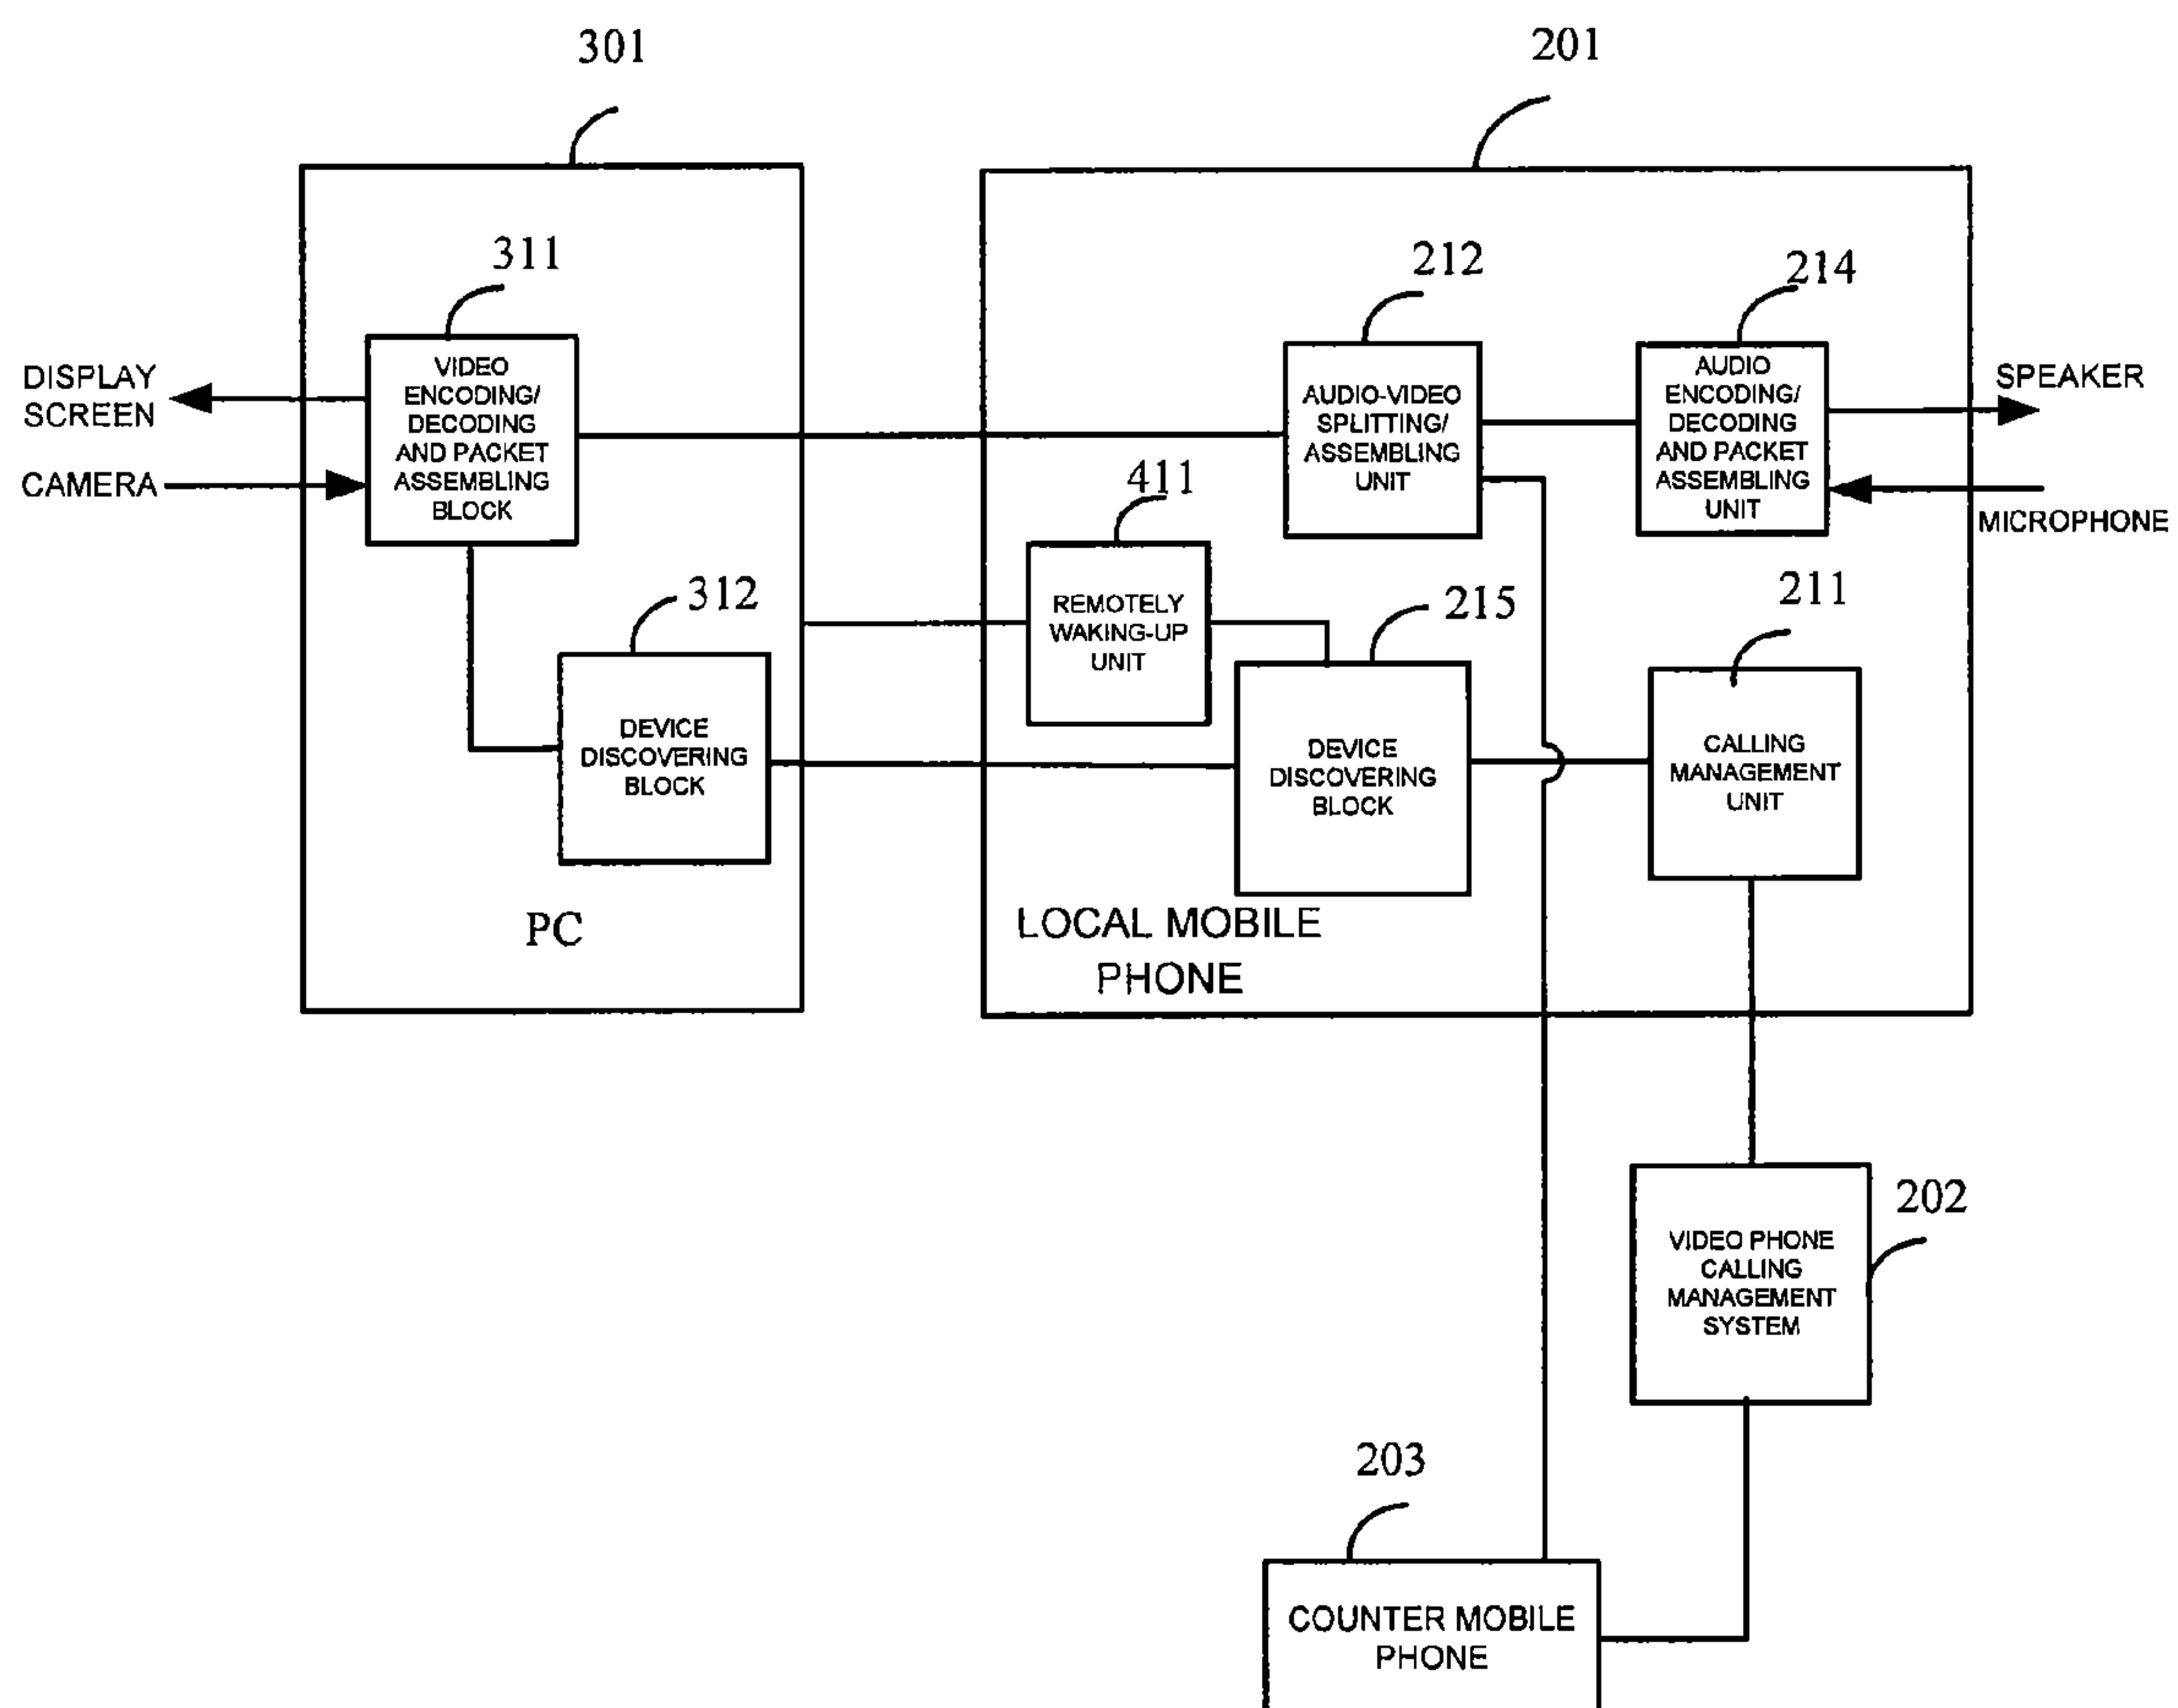 301
201
311
212
214
DISPLAY
SCREEN
CAMERA
VIDEO
ENCODING/
DECODING
AND PACKET
ASSEMBLING
BLOCK
AUDIO-VIDEO
SPLITTING/
ASSEMBLING
UNIT
AUDIO
ENCODING/
DECODING
AND PACKET
ASSEMBLING
UNIT
SPEAKER
MICROPHONE
411
312
215
211
REMOTELY
WAKING-UP
UNIT
DEVICE
DISCOVERING
BLOCK
DEVICE
DISCOVERING
BLOCK
CALLING
MANAGEMENT
UNIT
PC
LOCAL MOBILE
PHONE
202
VIDEO PHONE
CALLING
MANAGEMENT
SYSTEM
203
COUNTER MOBILE
PHONE